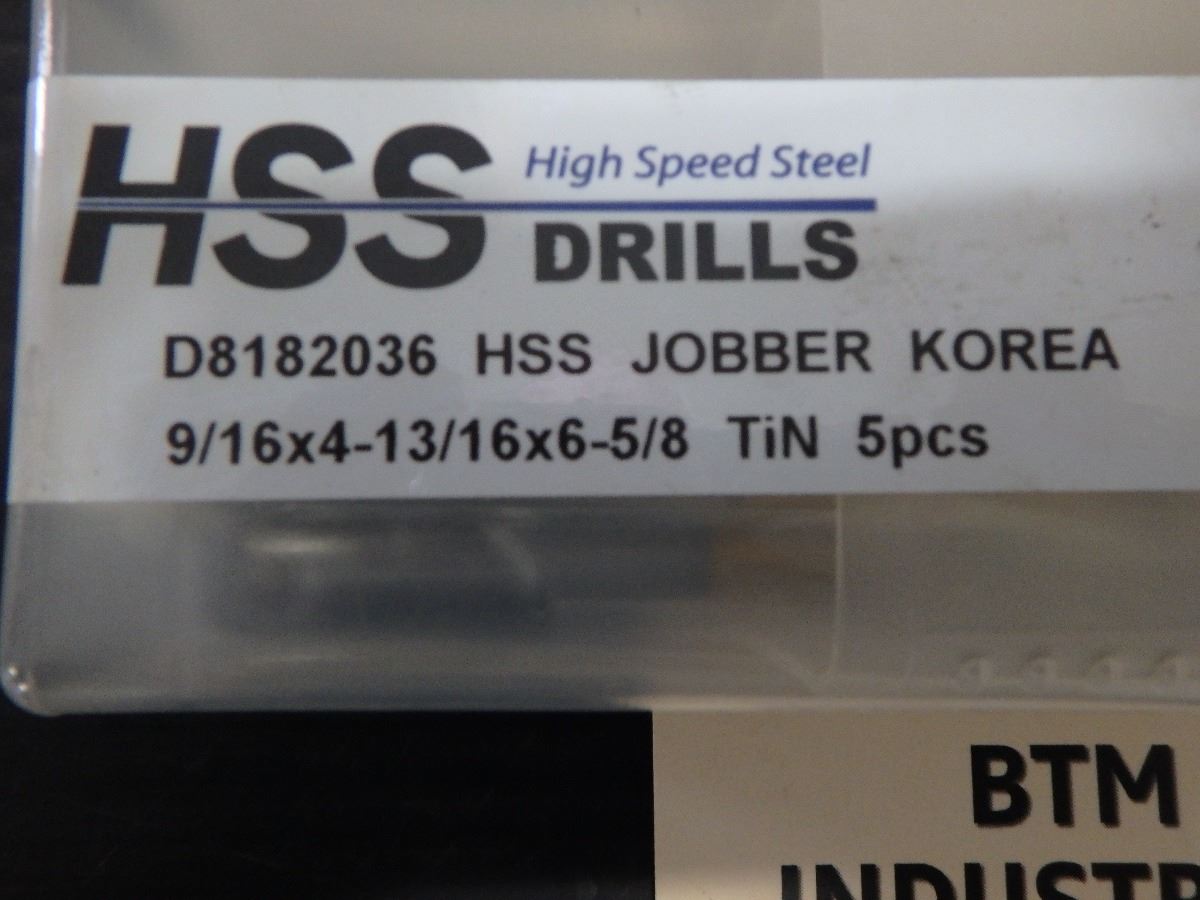 HSS High Speed Steel
DRILLS
D8182036 HSS JOBBER KOREA
9/16x4-13/16x6-5/8 TiN 5pcs
BTM